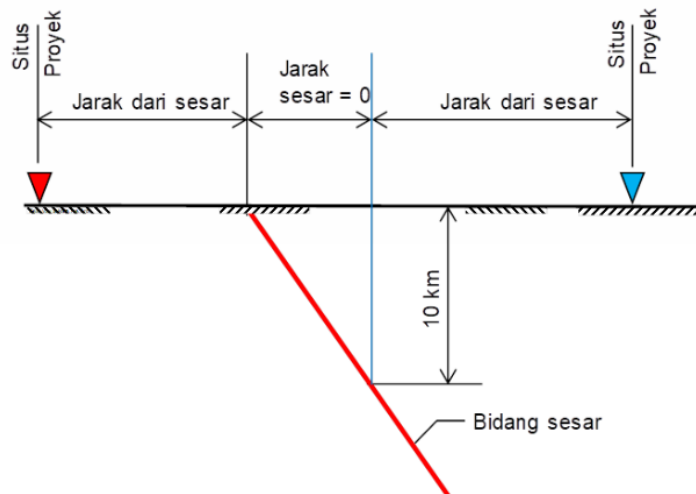 Situs
Proyek
Jarak dari sesar
Jarak
sesar = 0
Jarak dari sesar
Situs
Proyek
10 km
Bidang sesar